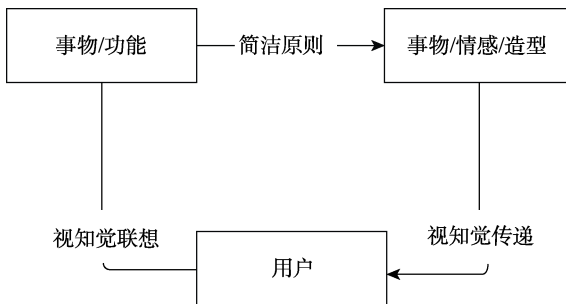 事物/功能
简洁原则
事物/情感/造型
视知觉联想
视知觉传递
用户